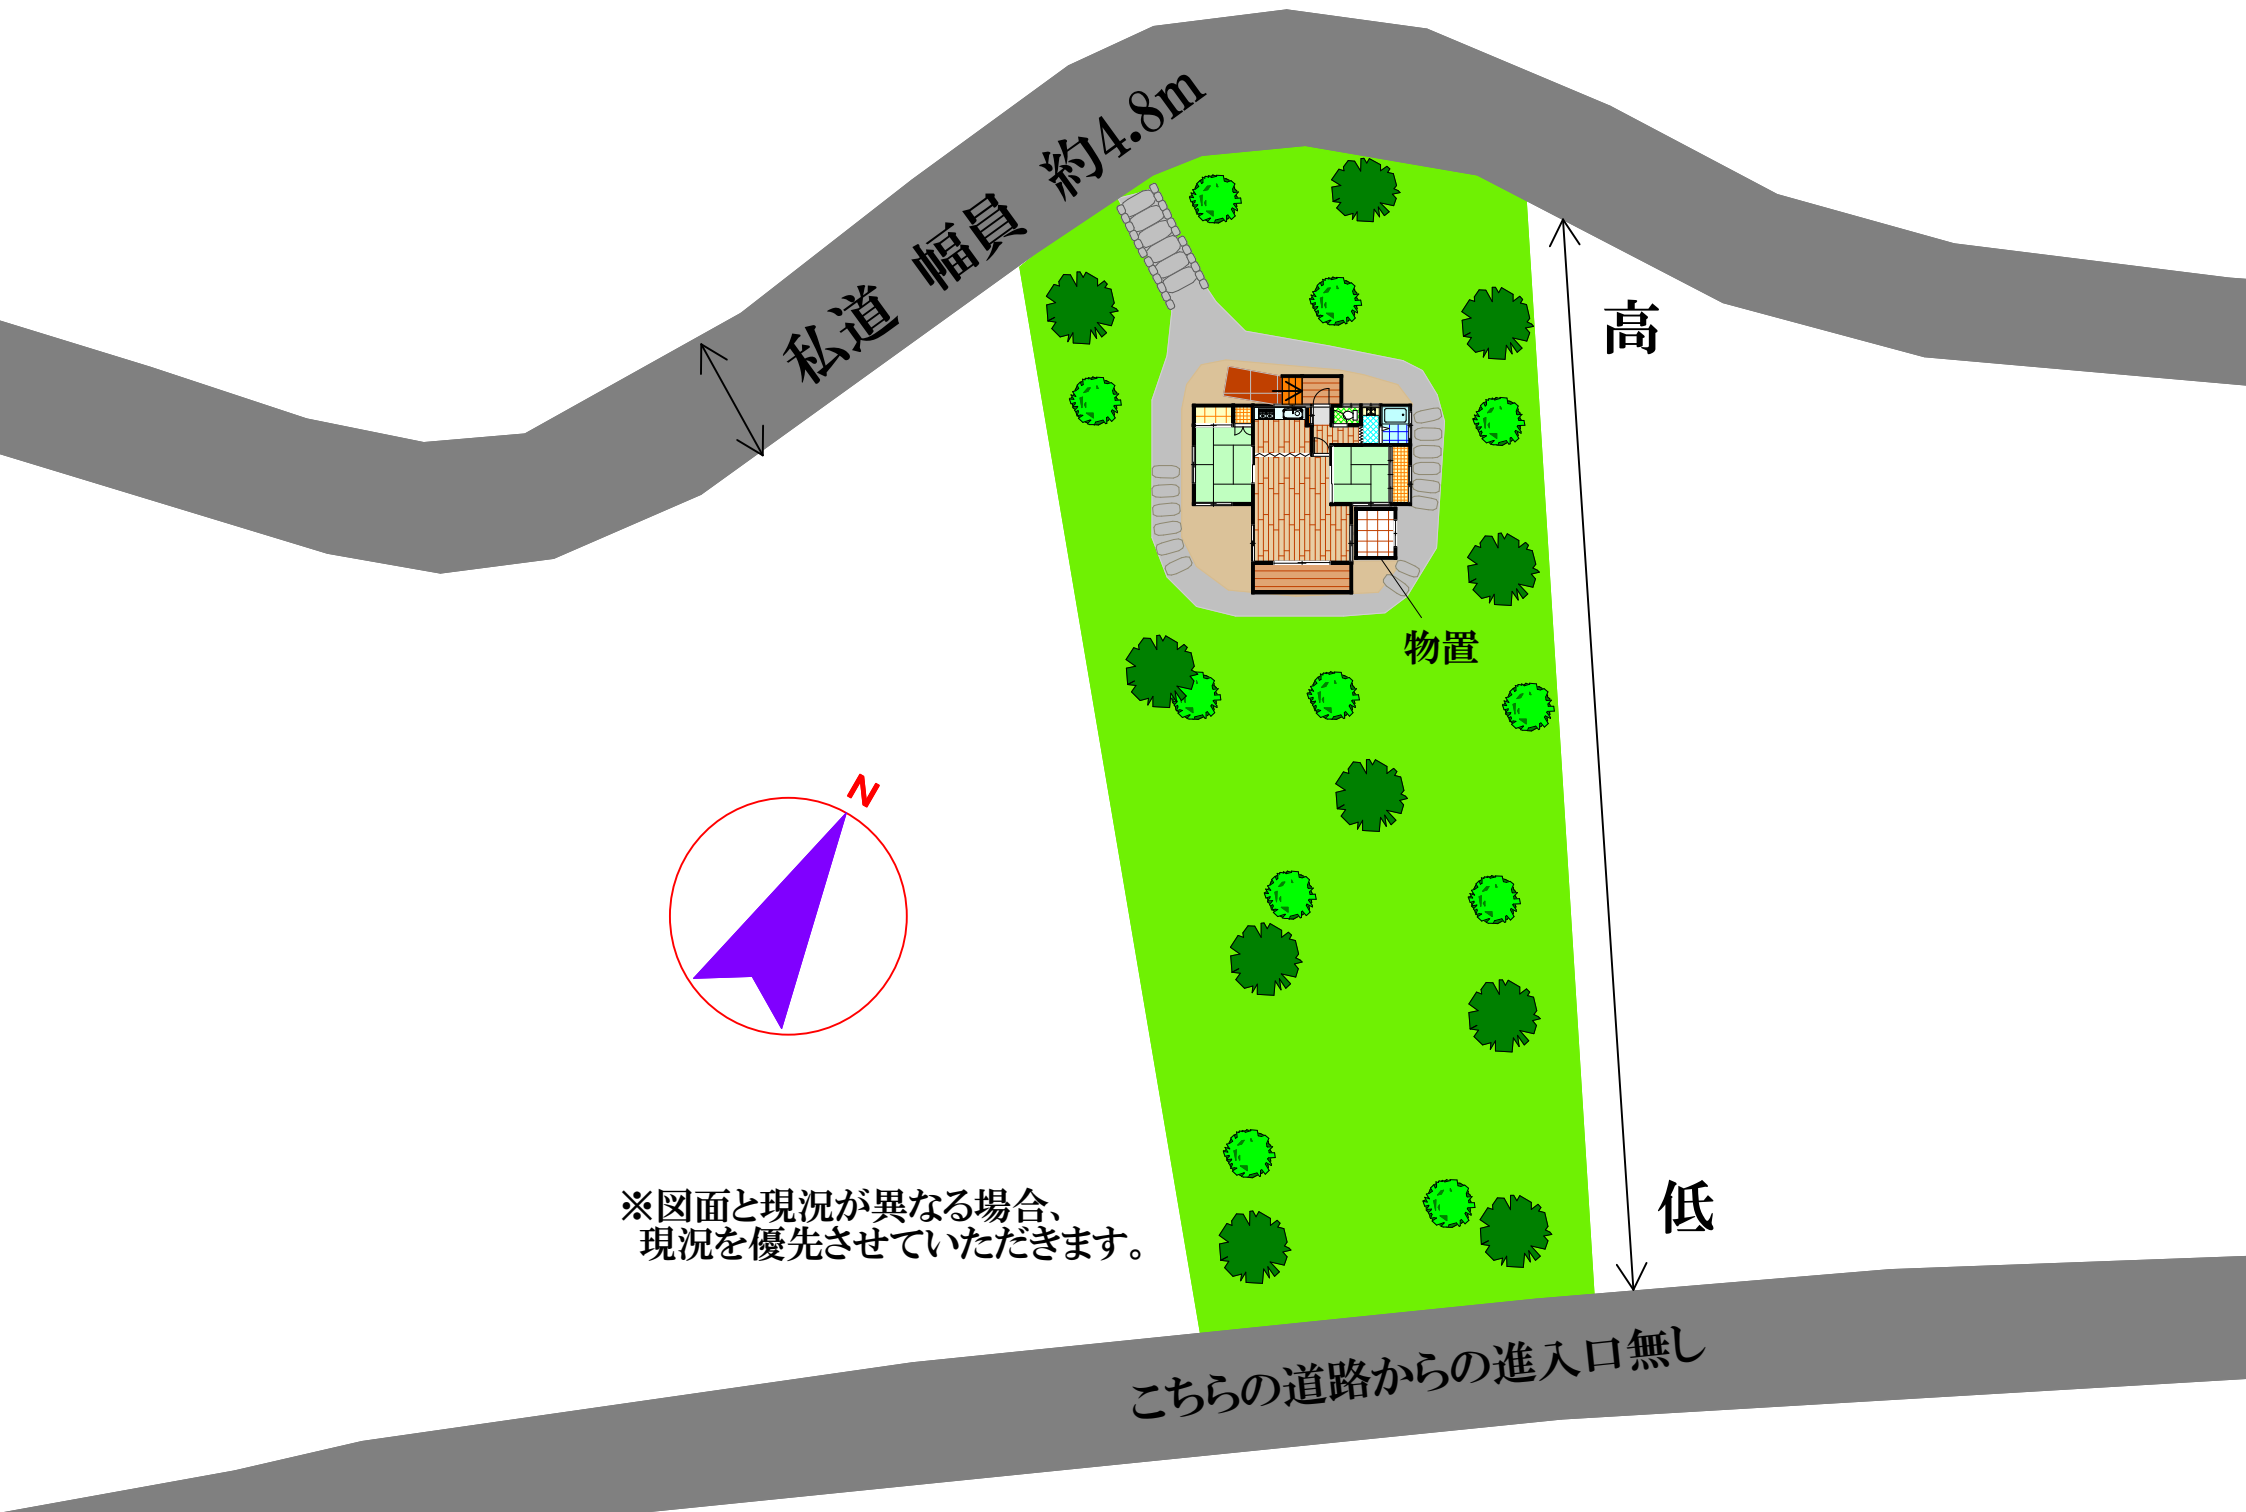 私道 幅員 約4.8m
高
物置
N
低
※図面と現況が異なる場合、
現況を優先させていただきます。
こちらの道路からの進入口無し